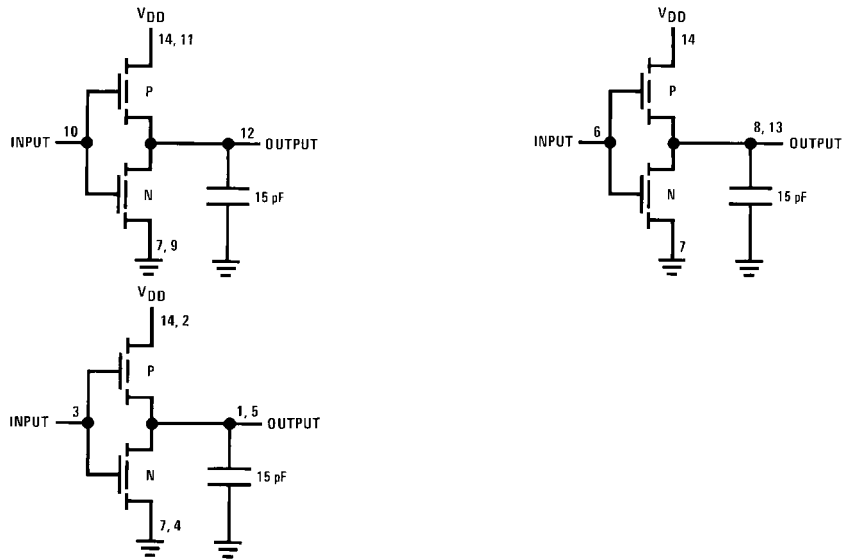 VDD
14, 11
P
INPUT
10
12
OUTPUT
N
15 pF
7, 9
VDD
14
P
INPUT
6
8, 13
OUTPUT
N
15 pF
7
VDD
14, 2
P
INPUT
3
1, 5
OUTPUT
N
15 pF
7, 4